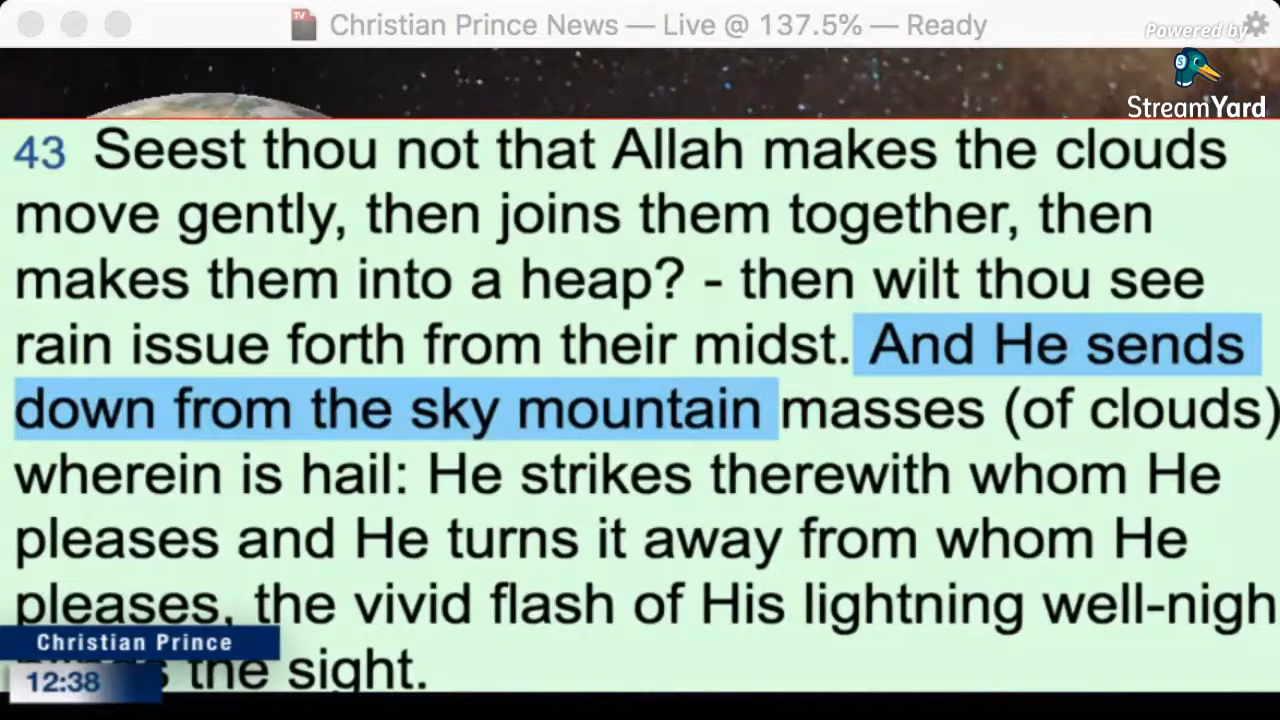 Christian Prince News — Live @ 137.5% — Ready
Powered by
StreamYard
43 Seest thou not that Allah makes the clouds
move gently, then joins them together, then
makes them into a heap? - then wilt thou see
rain issue forth from their midst. And He sends
down from the sky mountain masses (of clouds)
wherein is hail: He strikes therewith whom He
pleases and He turns it away from whom He
pleases, the vivid flash of His lightning well-nigh
the sight.
Christian Prince
12:38